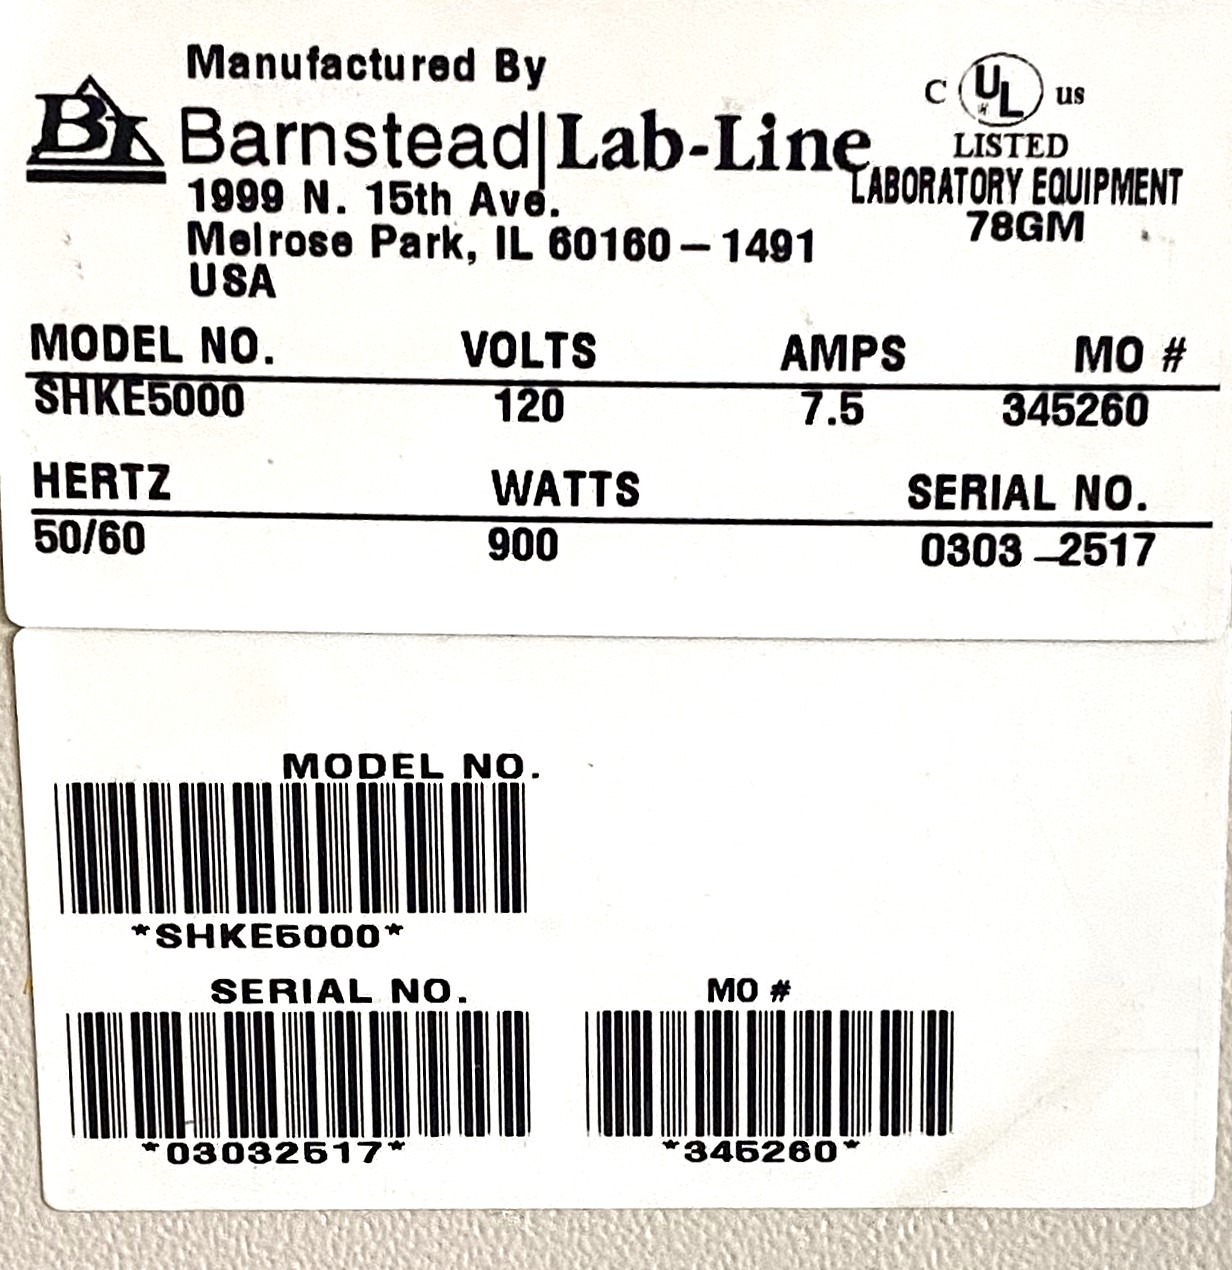 Manufactured By
BI Barnstead|Lab-Line
1999 N. 15th Ave.
Melrose Park, IL 60160-1491
USA
C UL us
LISTED
LABORATORY EQUIPMENT
78GM
MODEL NO. VOLTS AMPS MO #
SHKE5000 120 7.5 345260
HERTZ WATTS SERIAL NO.
50/60 900 0303-2517
MODEL NO.
*SHKE5000*
SERIAL NO. MO #
*03032517* *345260*